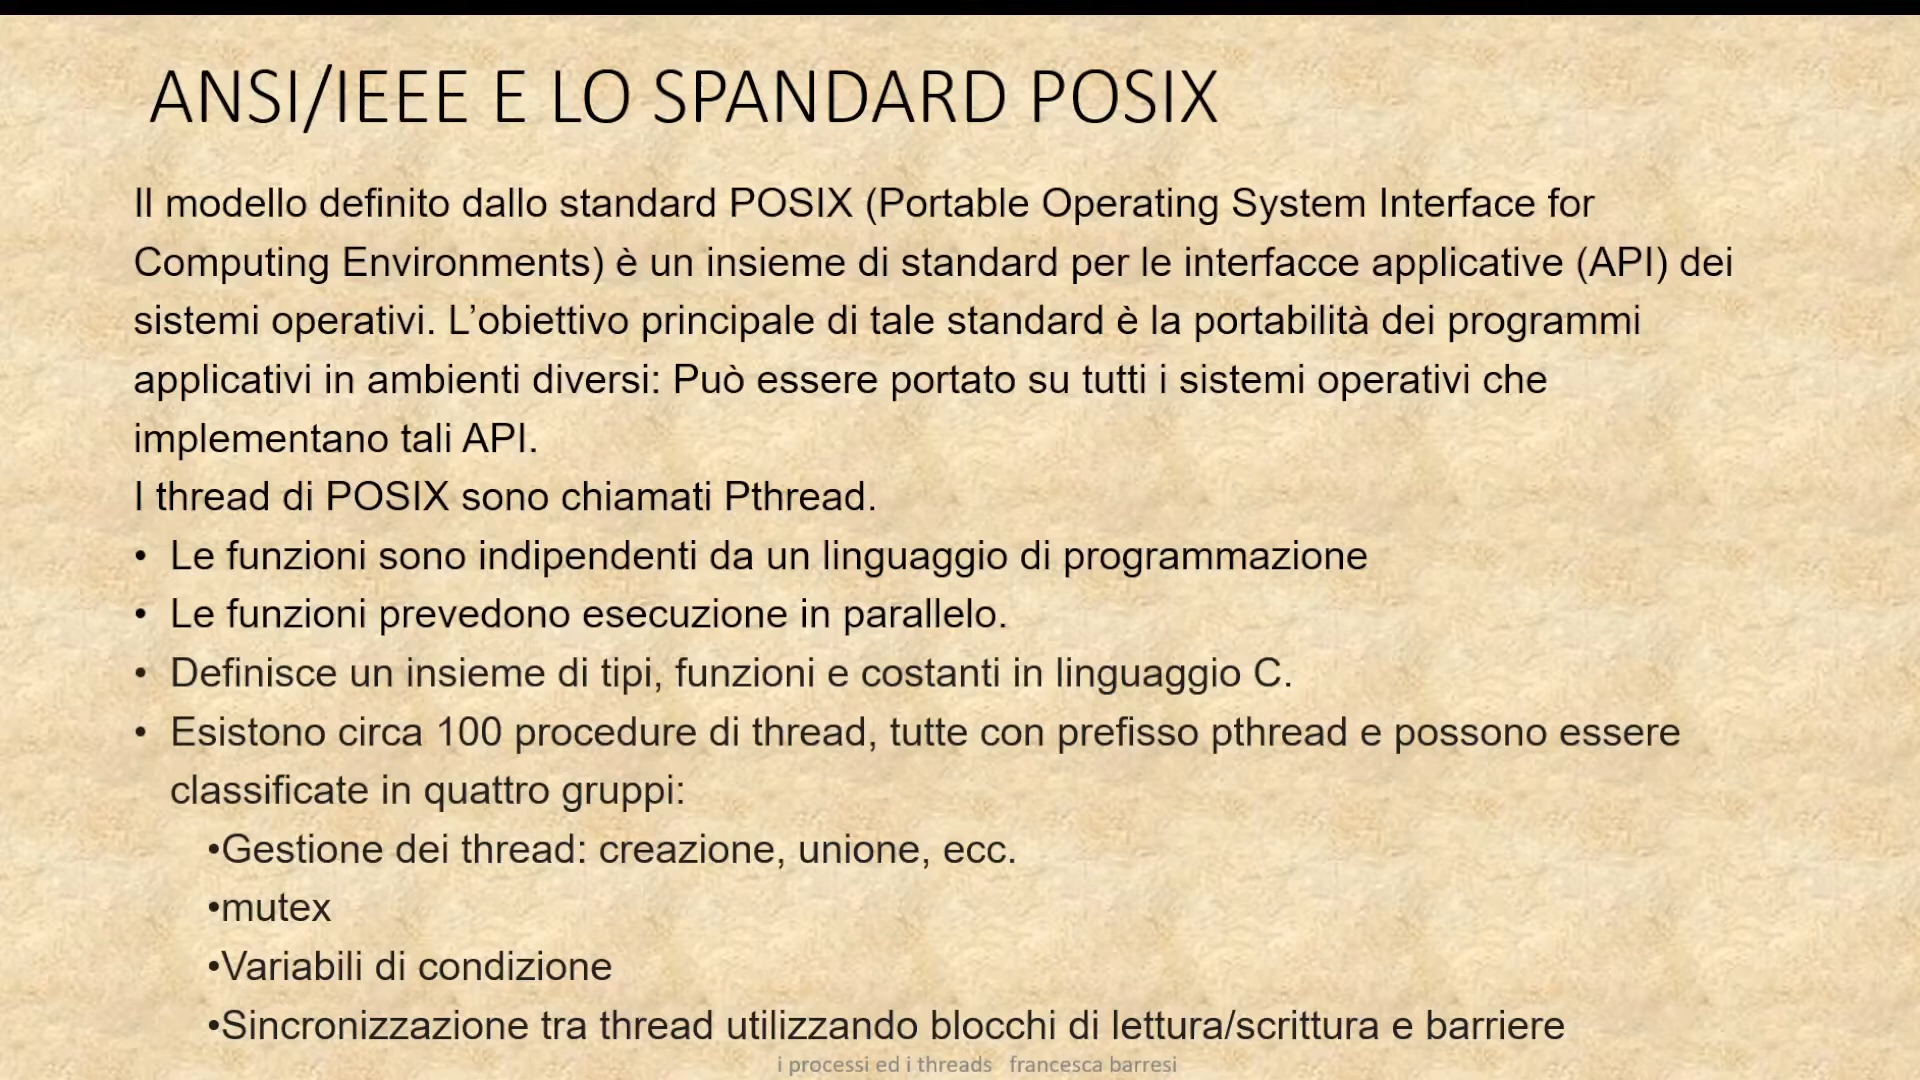 ANSI/IEEE E LO SPANDARD POSIX
Il modello definito dallo standard POSIX (Portable Operating System Interface for
Computing Environments) è un insieme di standard per le interfacce applicative (API) dei
sistemi operativi. L’obiettivo principale di tale standard è la portabilità dei programmi
applicativi in ambienti diversi: Può essere portato su tutti i sistemi operativi che
implementano tali API.
I thread di POSIX sono chiamati Pthread.
• Le funzioni sono indipendenti da un linguaggio di programmazione
• Le funzioni prevedono esecuzione in parallelo.
• Definisce un insieme di tipi, funzioni e costanti in linguaggio C.
• Esistono circa 100 procedure di thread, tutte con prefisso pthread e possono essere
classificate in quattro gruppi:
•Gestione dei thread: creazione, unione, ecc.
•mutex
•Variabili di condizione
•Sincronizzazione tra thread utilizzando blocchi di lettura/scrittura e barriere
i processi ed i threads francesca barresi